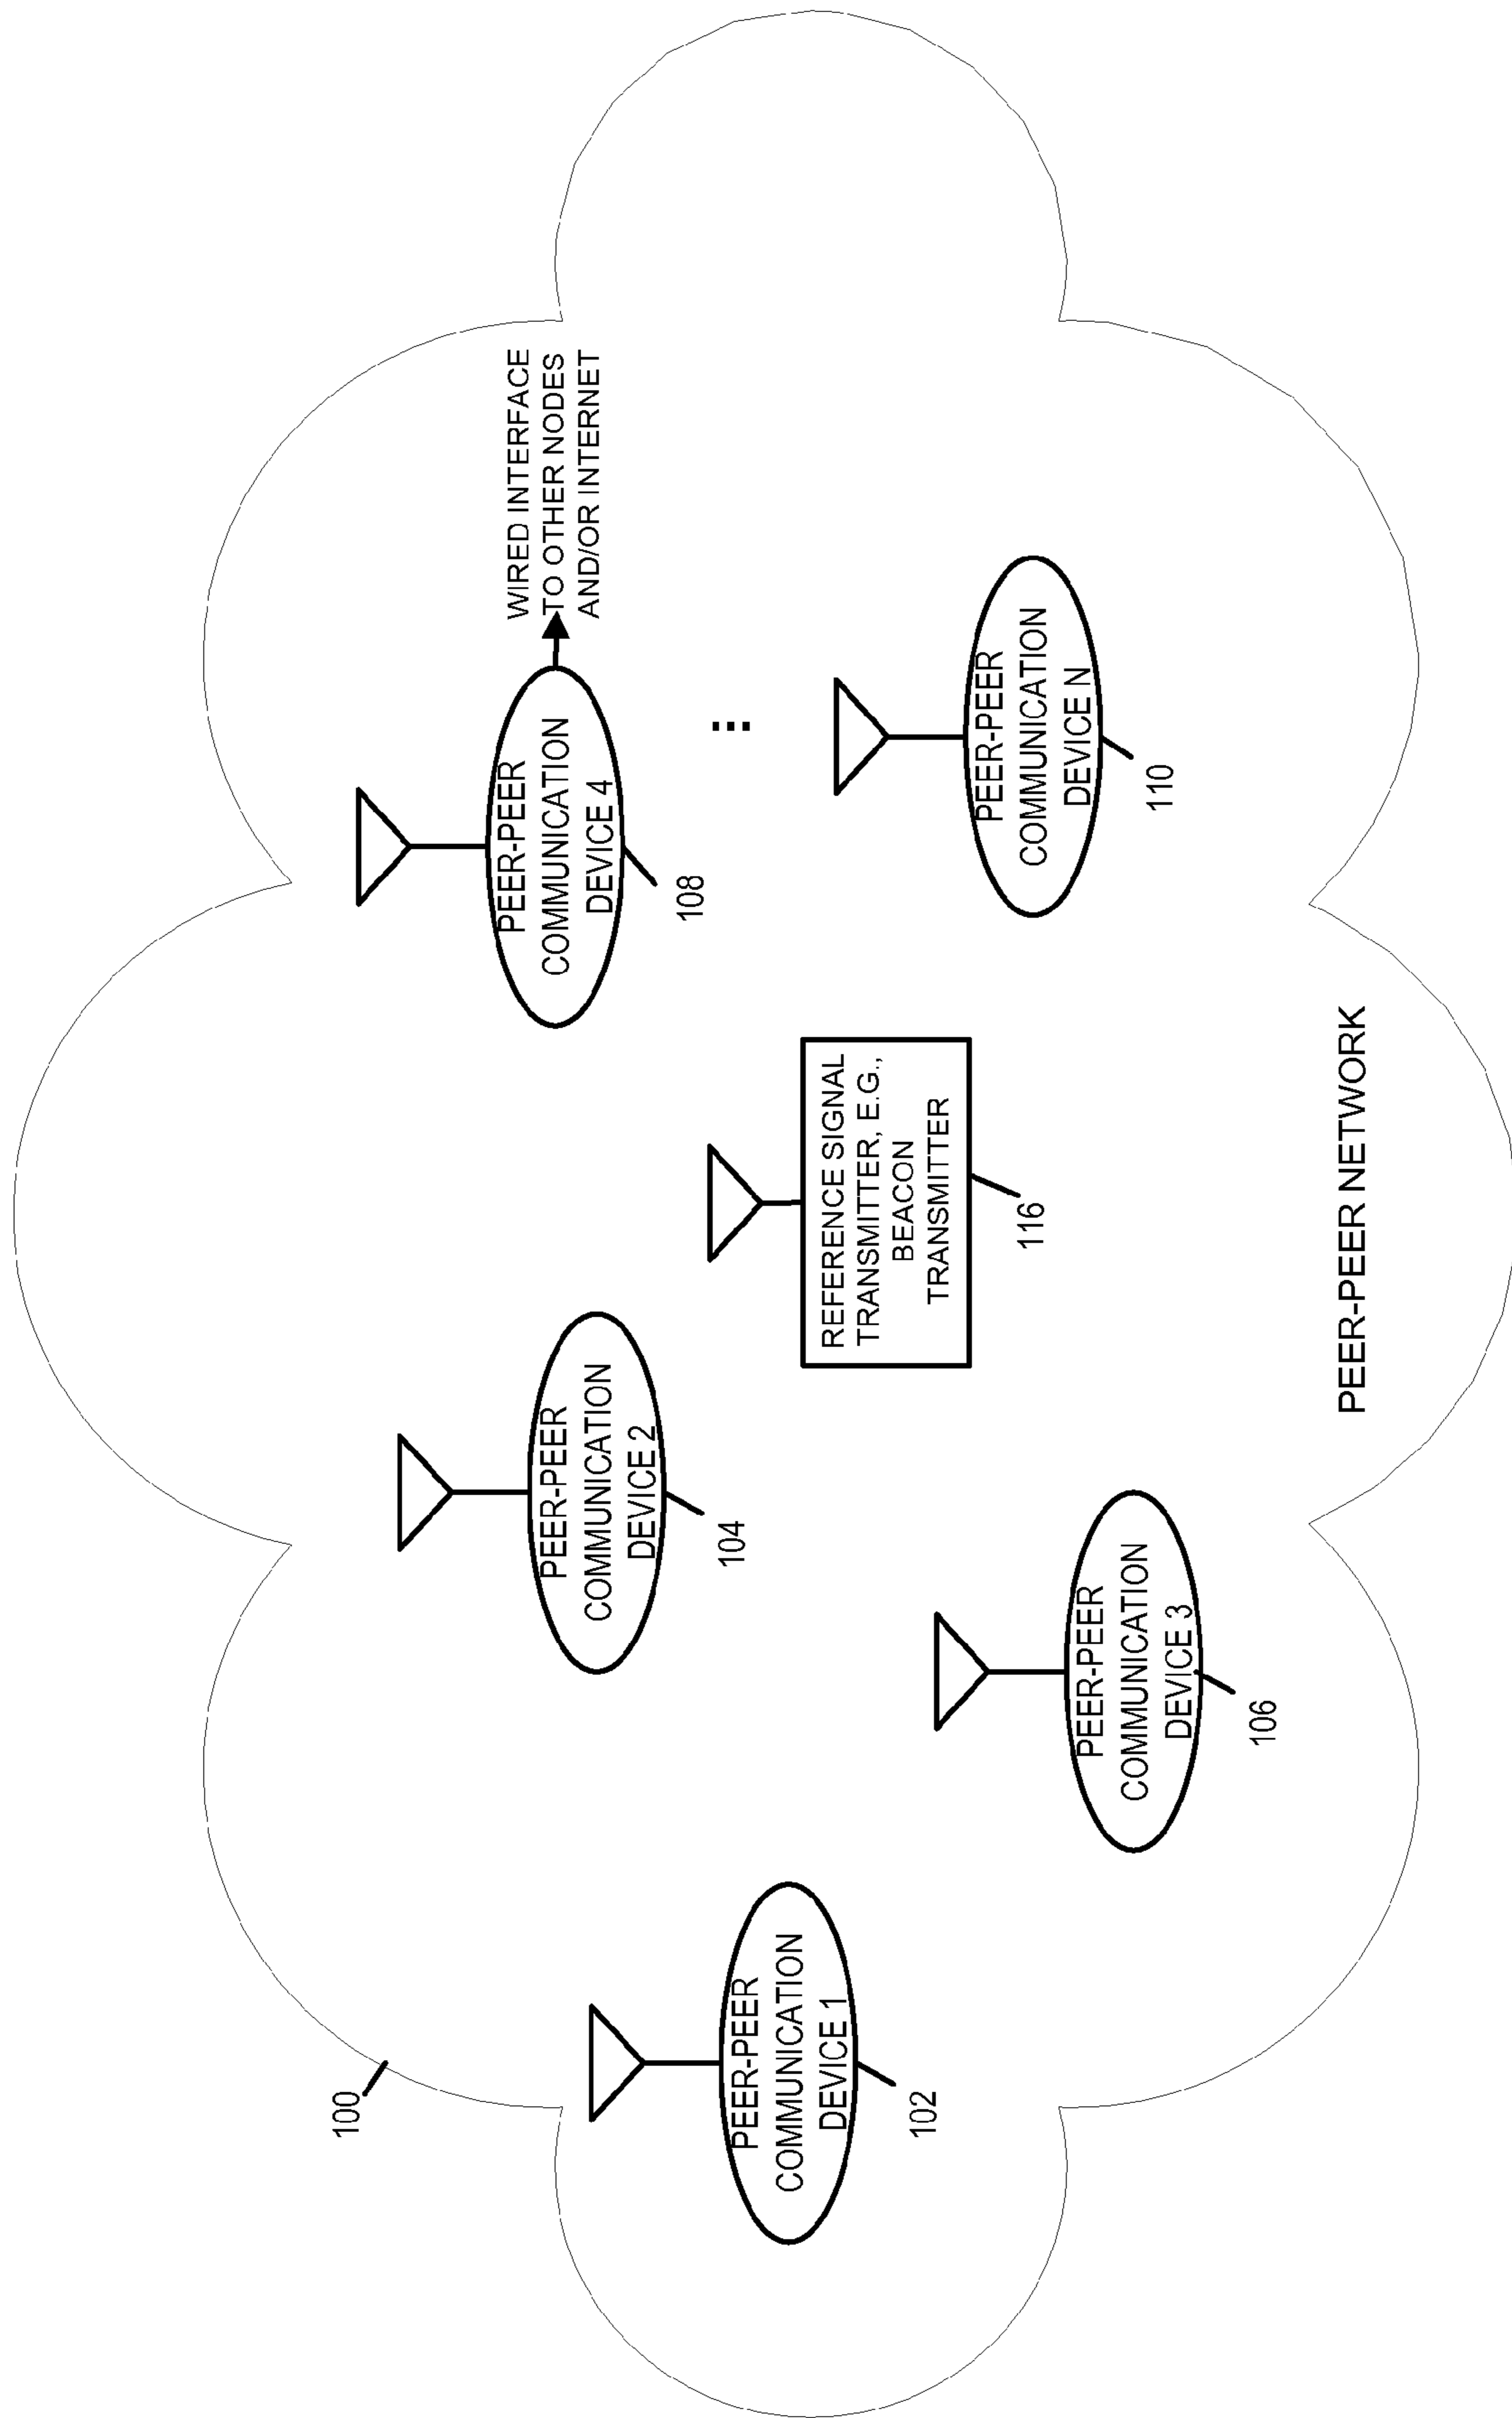 100
PEER-PEER
COMMUNICATION
DEVICE 1
102
PEER-PEER
COMMUNICATION
DEVICE 2
104
PEER-PEER
COMMUNICATION
DEVICE 3
106
REFERENCE SIGNAL
TRANSMITTER, E.G.,
BEACON
TRANSMITTER
116
PEER-PEER
COMMUNICATION
DEVICE 4
108
WIRED INTERFACE
TO OTHER NODES
AND/OR INTERNET
...
PEER-PEER
COMMUNICATION
DEVICE N
110
PEER-PEER NETWORK